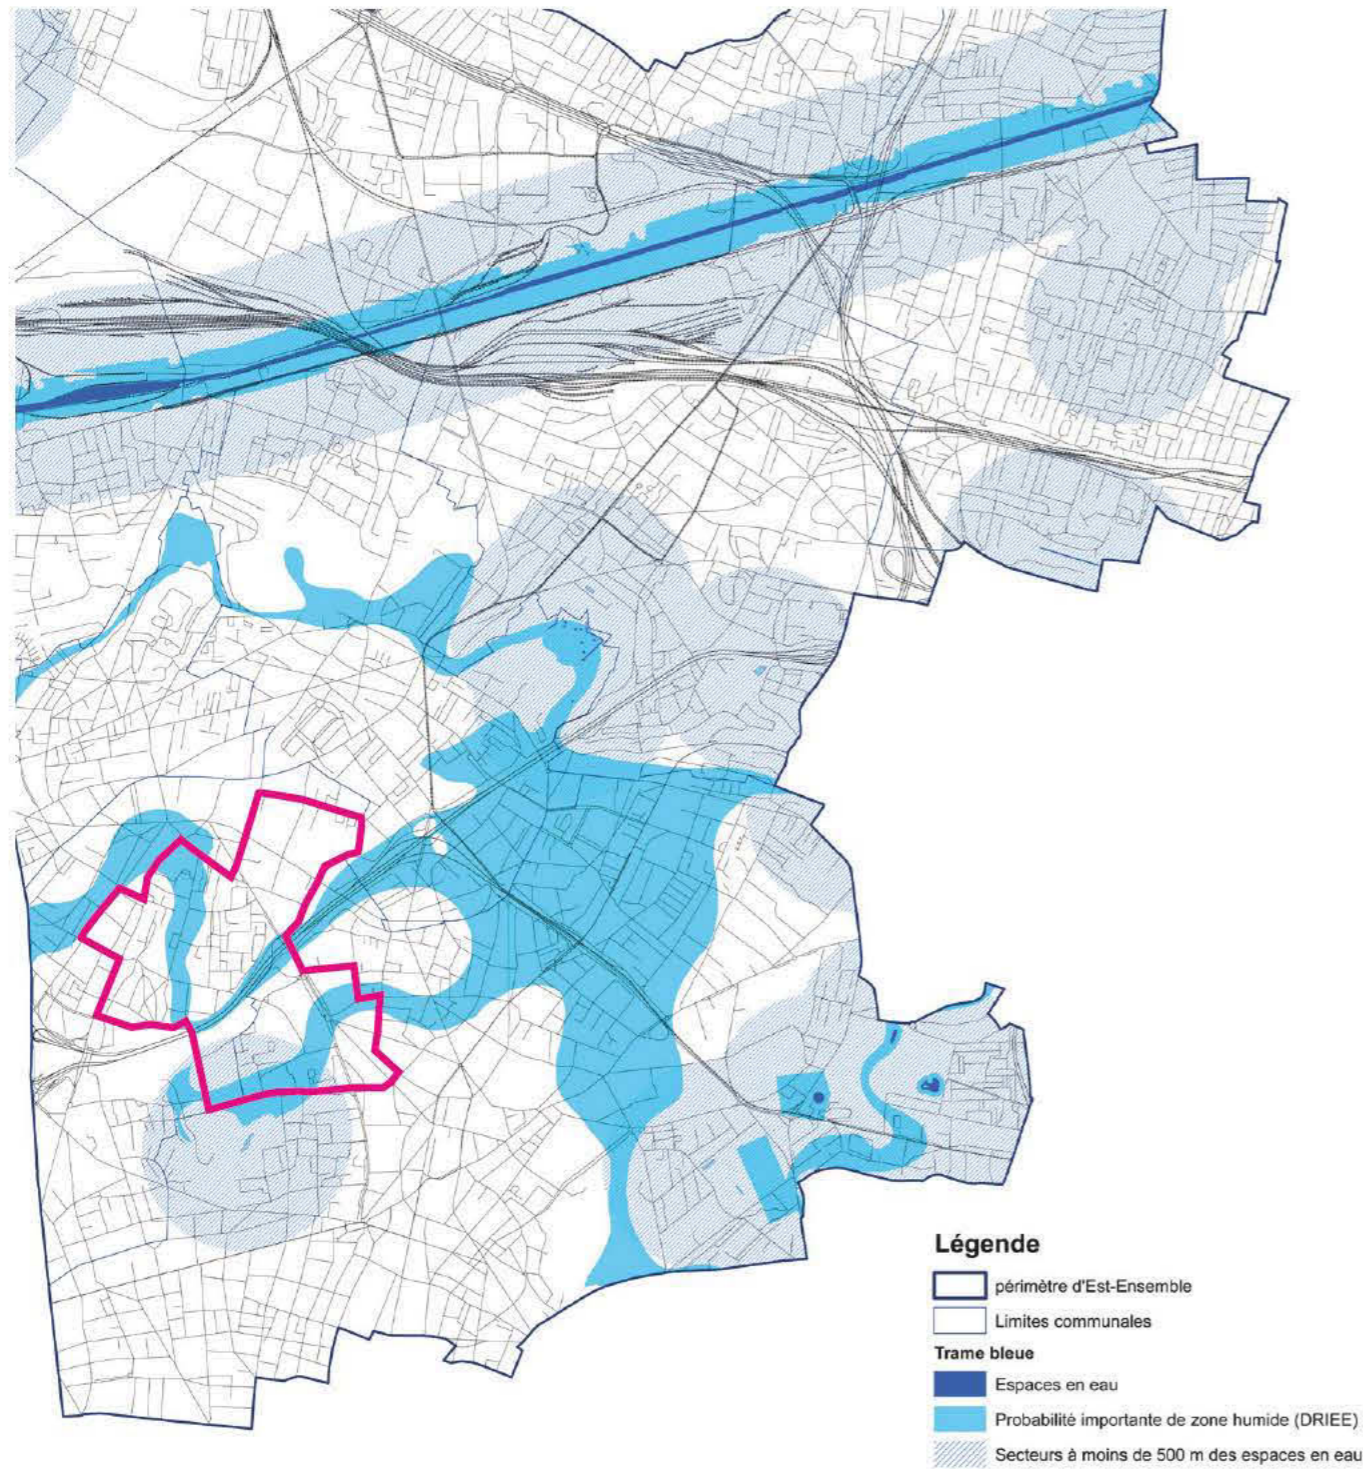 Légende
périmètre d'Est-Ensemble
Limites communales
Trame bleue
Espaces en eau
Probabilité importante de zone humide (DRIEE)
Secteurs à moins de 500 m des espaces en eau